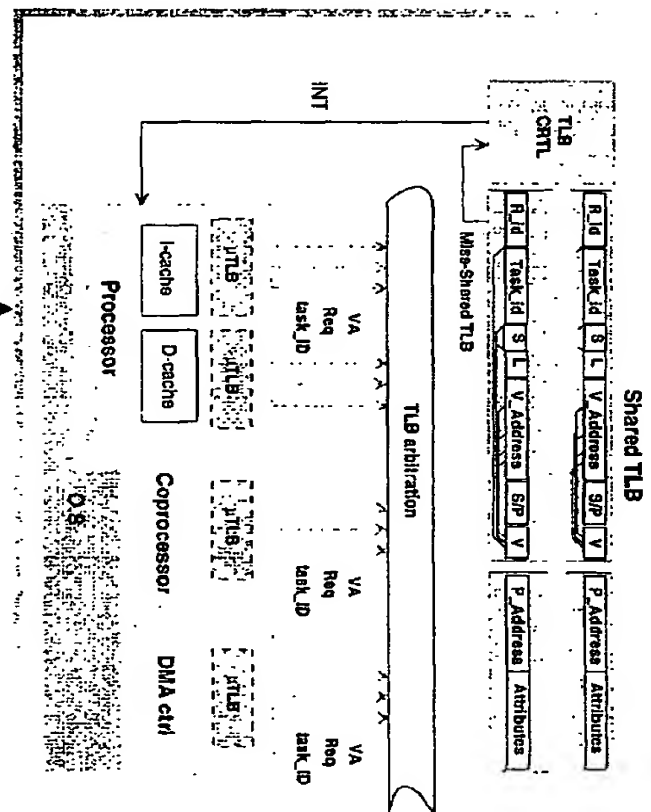 Shared TLB
TLB
CRTL
R_id Task_id S L V_Address S/P V P_Address Attributes
R_id Task_id S L V_Address S/P V P_Address Attributes
Miss-Shared TLB
INT
TLB arbitration
VA
Req
task_ID
VA
Req
task_ID
VA
Req
task_ID
μTLB
μTLB
μTLB
μTLB
I-cache
D-cache
Processor
Coprocessor
DMA ctrl
O.S